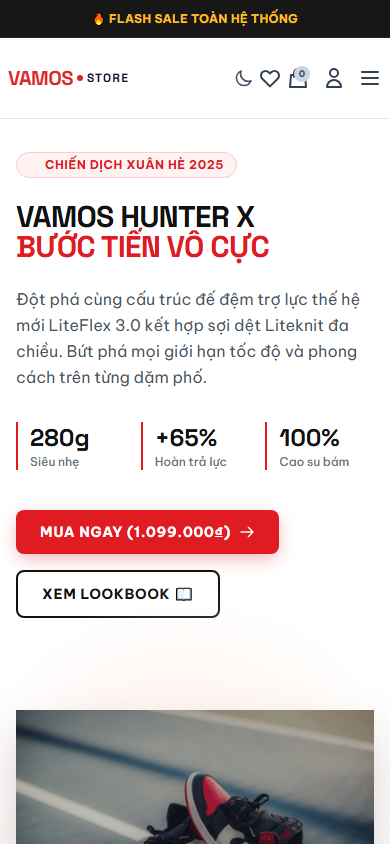 🔥 FLASH SALE TOÀN HỆ THỐNG
VAMOS • STORE
0
CHIẾN DỊCH XUÂN HÈ 2025
VAMOS HUNTER X
BƯỚC TIẾN VÔ CỰC
Đột phá cùng cấu trúc đế đệm trợ lực thế hệ
mới LiteFlex 3.0 kết hợp sợi dệt Liteknit đa
chiều. Bứt phá mọi giới hạn tốc độ và phong
cách trên từng dặm phố.
280g
Siêu nhẹ
+65%
Hoàn trả lực
100%
Cao su bám
MUA NGAY (1.099.000₫) →
XEM LOOKBOOK 📖